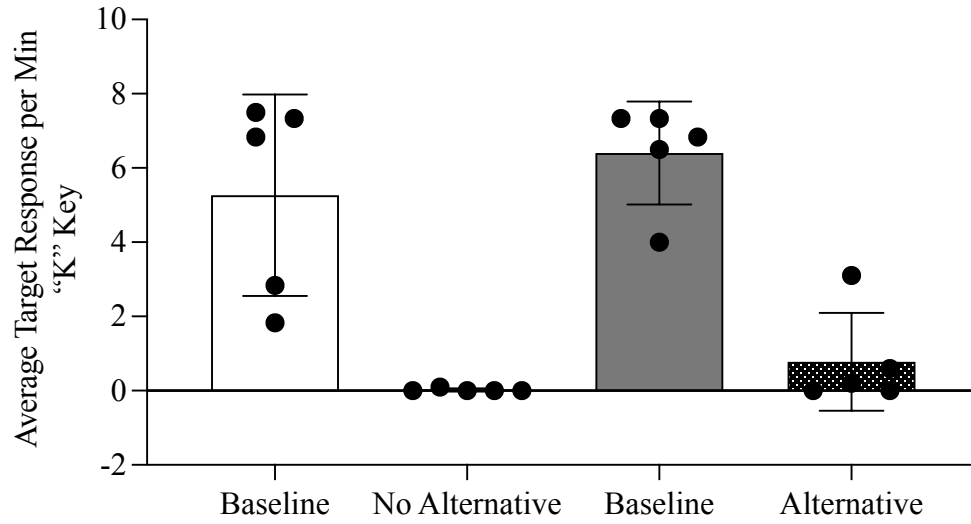 Average Target Response per Min
“K” Key
10
8
6
4
2
0
-2
Baseline
No Alternative
Baseline
Alternative